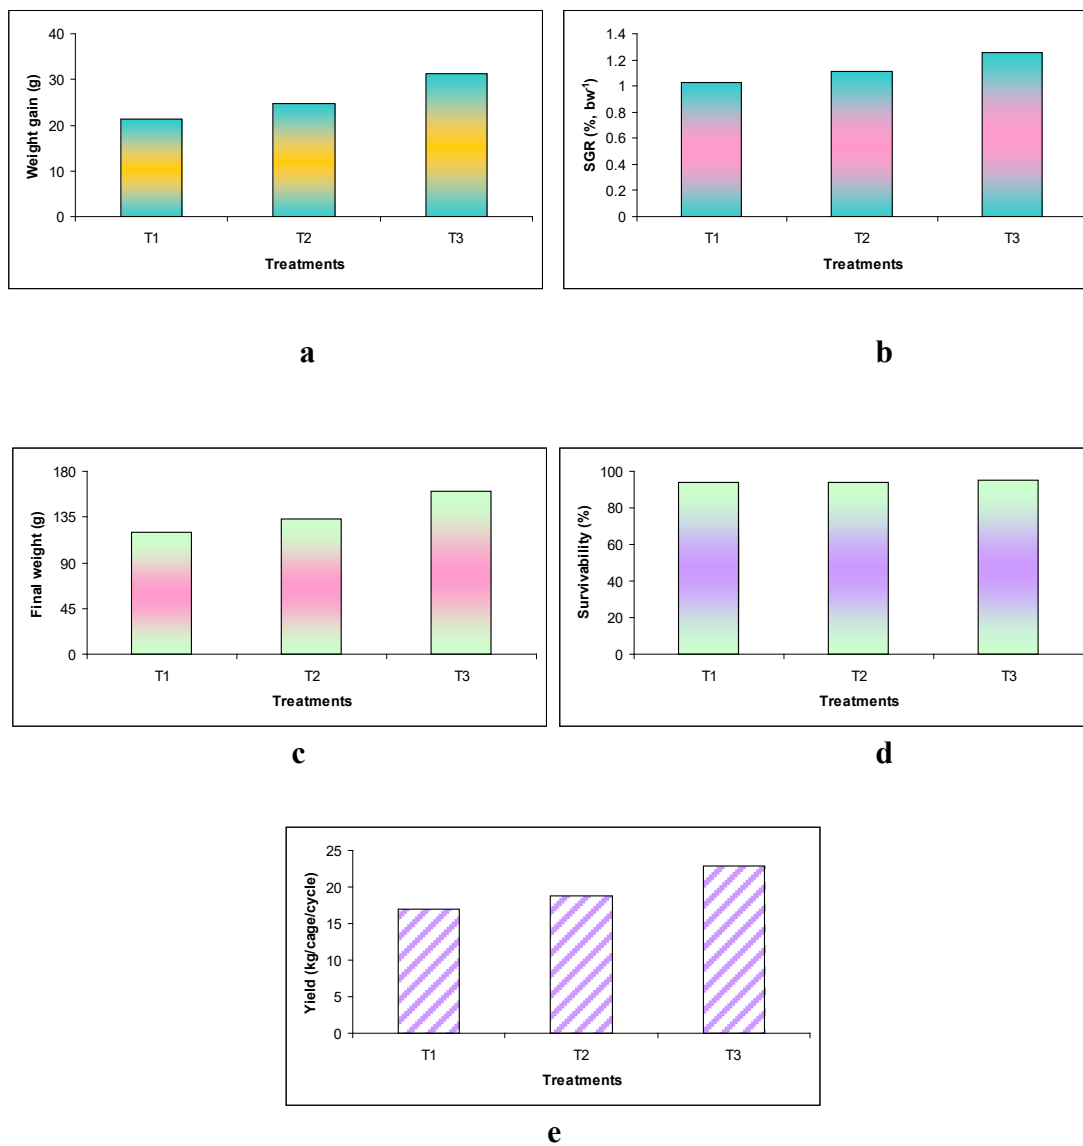 Weight gain (g)
40
30
20
10
0
T1 T2 T3
Treatments
a
SGR (%, bw-1)
1.4
1.2
1
0.8
0.6
0.4
0.2
0
T1 T2 T3
Treatments
b
Final weight (g)
180
135
90
45
0
T1 T2 T3
Treatments
c
Survivability (%)
100
80
60
40
20
0
T1 T2 T3
Treatments
d
Yield (kg/cage/cycle)
25
20
15
10
5
0
T1 T2 T3
Treatments
e